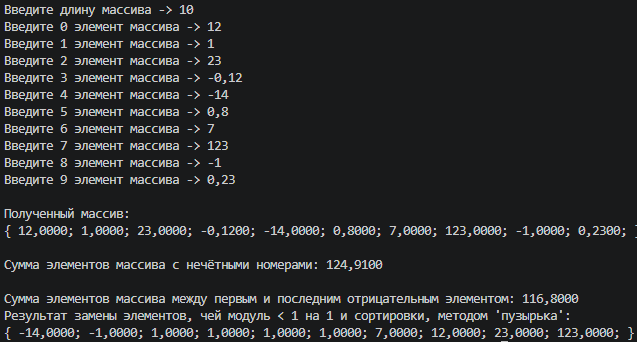 Введите длину массива -> 10
Введите 0 элемент массива -> 12
Введите 1 элемент массива -> 1
Введите 2 элемент массива -> 23
Введите 3 элемент массива -> -0,12
Введите 4 элемент массива -> -14
Введите 5 элемент массива -> 0,8
Введите 6 элемент массива -> 7
Введите 7 элемент массива -> 123
Введите 8 элемент массива -> -1
Введите 9 элемент массива -> 0,23
Полученный массив:
{ 12,0000; 1,0000; 23,0000; -0,1200; -14,0000; 0,8000; 7,0000; 123,0000; -1,0000; 0,2300; }
Сумма элементов массива с нечётными номерами: 124,9100
Сумма элементов массива между первым и последним отрицательным элементом: 116,8000
Результат замены элементов, чей модуль < 1 на 1 и сортировки, методом 'пузырька':
{ -14,0000; -1,0000; 1,0000; 1,0000; 1,0000; 1,0000; 7,0000; 12,0000; 23,0000; 123,0000; }